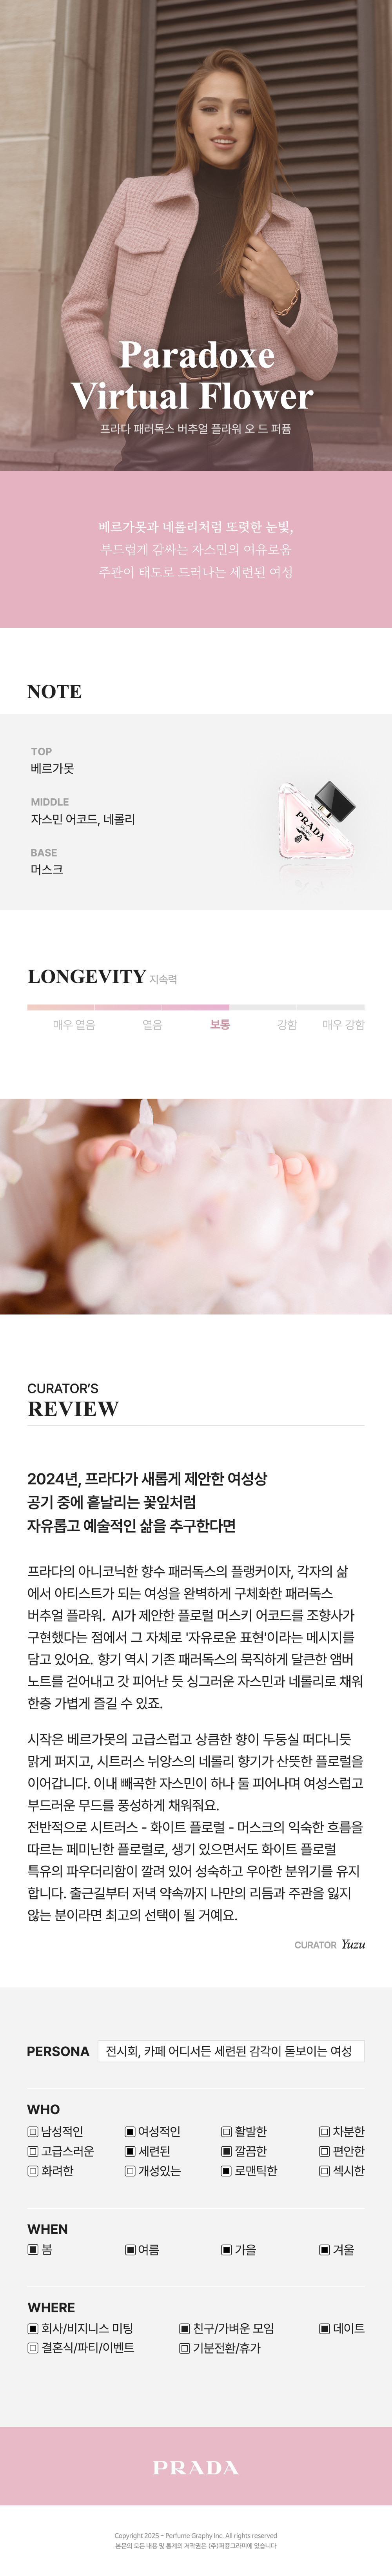 Paradoxe
Virtual Flower
프라다 패러독스 버추얼 플라워 오 드 퍼퓸
베르가못과 네롤리처럼 또렷한 눈빛,
부드럽게 감싸는 자스민의 여유로움
주관이 태도로 드러나는 세련된 여성
NOTE
TOP
베르가못
MIDDLE
자스민 어코드, 네롤리
BASE
머스크
PRADA
LONGEVITY 지속력
매우 옅음 옅음 보통 강함 매우 강함
CURATOR'S
REVIEW
2024년, 프라다가 새롭게 제안한 여성상
공기 중에 흩날리는 꽃잎처럼
자유롭고 예술적인 삶을 추구한다면
프라다의 아니코닉한 향수 패러독스의 플랭커이자, 각자의 삶
에서 아티스트가 되는 여성을 완벽하게 구체화한 패러독스
버추얼 플라워. AI가 제안한 플로럴 머스키 어코드를 조향사가
구현했다는 점에서 그 자체로 '자유로운 표현'이라는 메시지를
담고 있어요. 향기 역시 기존 패러독스의 묵직하게 달큰한 앰버
노트를 걷어내고 갓 피어난 듯 싱그러운 자스민과 네롤리로 채워
한층 가볍게 즐길 수 있죠.
시작은 베르가못의 고급스럽고 상큼한 향이 두둥실 떠다니듯
맑게 퍼지고, 시트러스 뉘앙스의 네롤리 향기가 산뜻한 플로럴을
이어갑니다. 이내 빼곡한 자스민이 하나 둘 피어나며 여성스럽고
부드러운 무드를 풍성하게 채워줘요.
전반적으로 시트러스 - 화이트 플로럴 - 머스크의 익숙한 흐름을
따르는 페미닌한 플로럴로, 생기 있으면서도 화이트 플로럴
특유의 파우더리함이 깔려 있어 성숙하고 우아한 분위기를 유지
합니다. 출근길부터 저녁 약속까지 나만의 리듬과 주관을 잃지
않는 분이라면 최고의 선택이 될 거예요.
CURATOR Yuzu
PERSONA 전시회, 카페 어디서든 세련된 감각이 돋보이는 여성
WHO
남성적인 여성적인 활발한 차분한
고급스러운 세련된 깔끔한 편안한
화려한 개성있는 로맨틱한 섹시한
WHEN
봄 여름 가을 겨울
WHERE
회사/비지니스 미팅 친구/가벼운 모임 데이트
결혼식/파티/이벤트 기분전환/휴가
PRADA
Copyright 2025 - Perfume Graphy Inc. All rights reserved
본문의 모든 내용 및 통계의 저작권은 (주)퍼퓸그라피에 있습니다